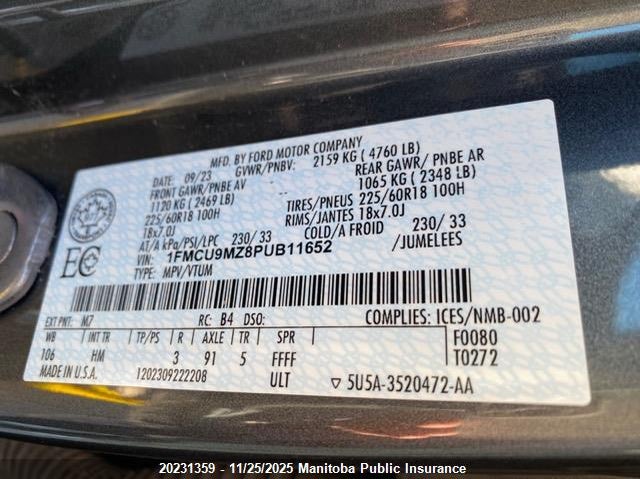 MFD. BY FORD MOTOR COMPANY
DATE: 09/23 GVWR/PNBV: 2159 KG ( 4760 LB)
FRONT GAWR/ PNBE AV REAR GAWR/ PNBE AR
1120 KG ( 2469 LB) 1065 KG ( 2348 LB)
225/60R18 100H TIRES/PNEUS 225/60R18 100H
18x7.0J RIMS/JANTES 18x7.0J
AT/A kPa/PSI/LPC 230/ 33 COLD/A FROID 230/ 33
VIN: 1FMCU9MZ8PUB11652 /JUMELEES
TYPE: MPV/VTUM
EC
EXT PNT: M7 RC: B4 DSO: COMPLIES: ICES/NMB-002
WB INT TR TP/PS R AXLE TR SPR F0080
106 HM 3 91 5 FFFF T0272
MADE IN U.S.A. 1202309222208 ULT ▽ 5U5A-3520472-AA
20231359 - 11/25/2025 Manitoba Public Insurance